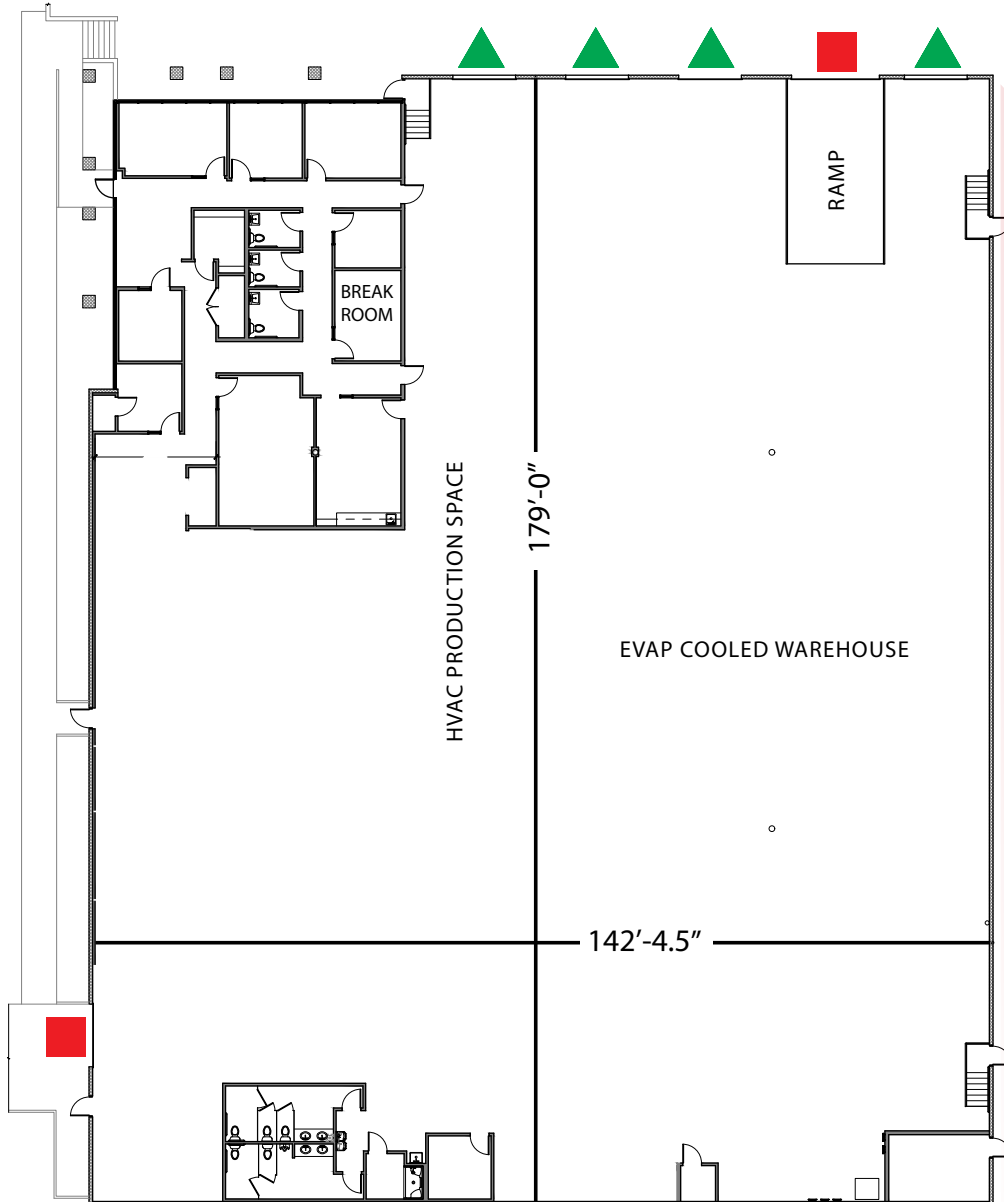 RAMP
BREAK
ROOM
HVAC PRODUCTION SPACE
179’-0”
EVAP COOLED WAREHOUSE
142’-4.5”